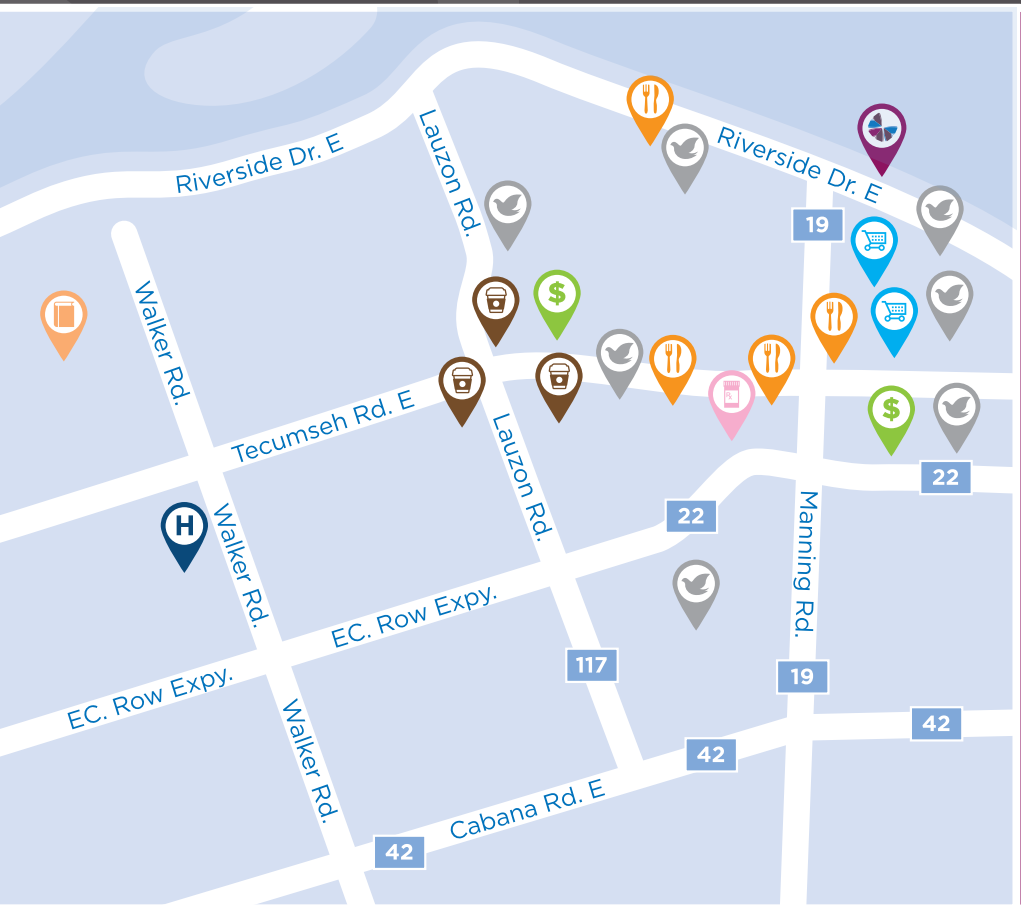 Riverside Dr. E
Lauzon Rd.
Riverside Dr. E
19
Walker Rd.
$
Tecumseh Rd. E
$
Lauzon Rd.
22
22
H
Walker Rd.
Manning Rd.
EC. Row Expy.
EC. Row Expy.
117
19
Walker Rd.
42
42
Cabana Rd. E
42